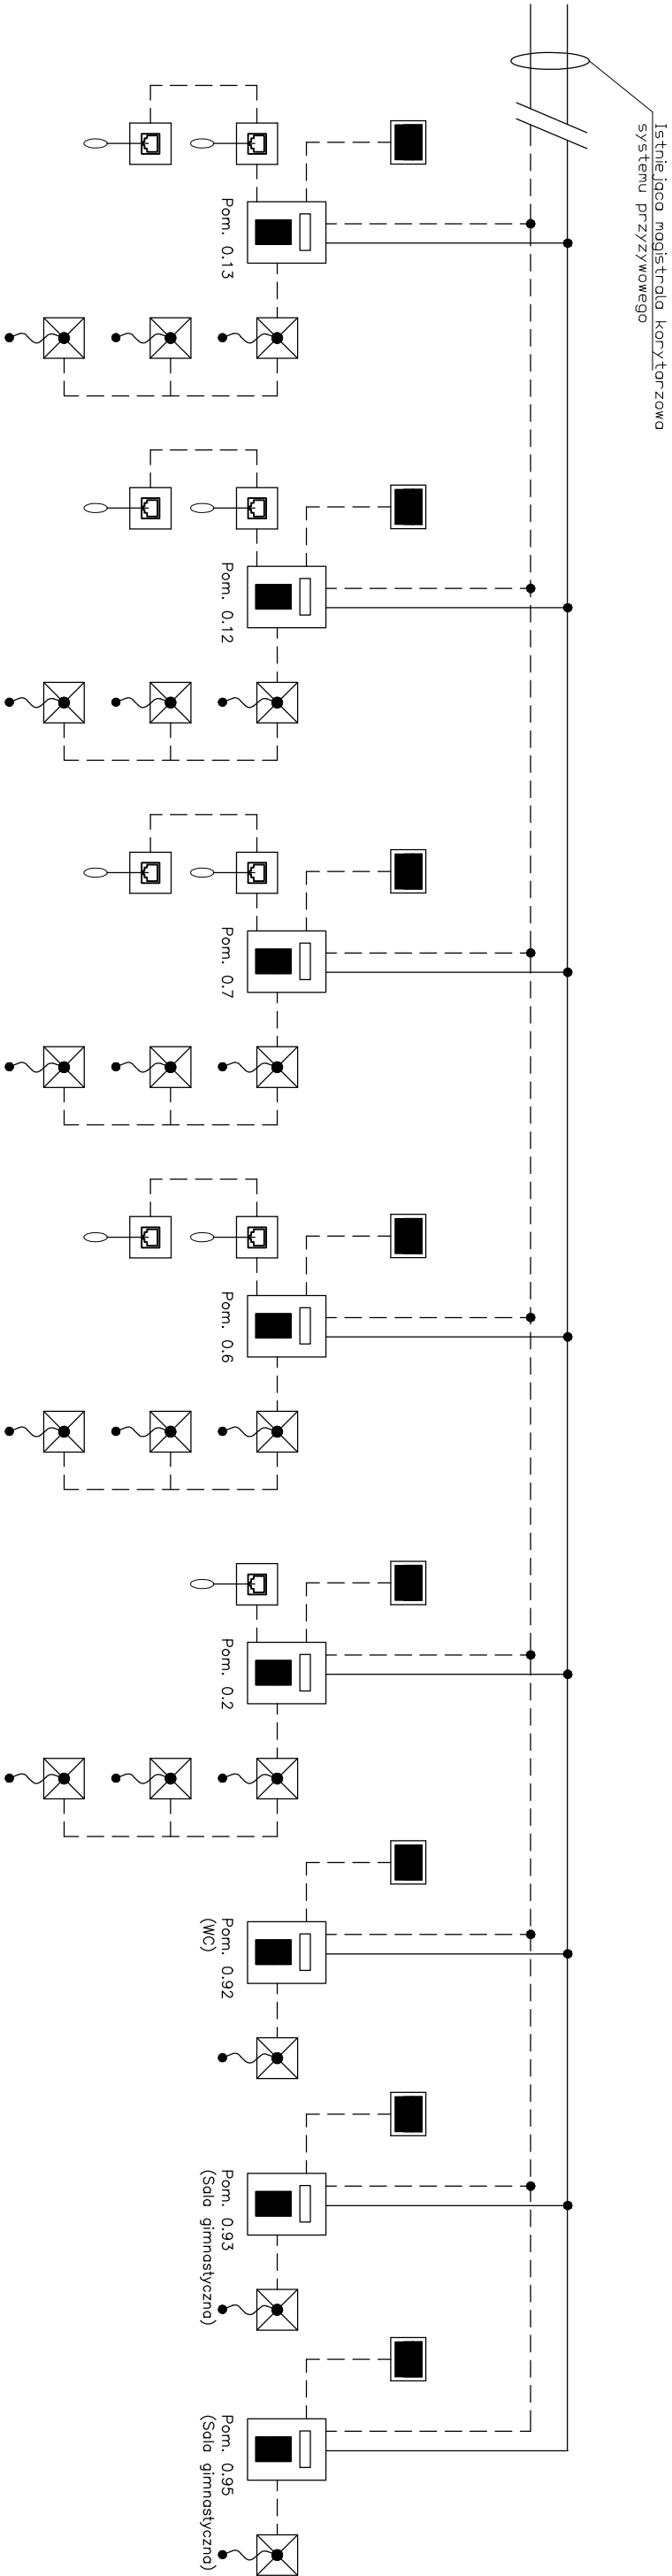 Istniejąca magistrala korytarzowa
systemu przyzywowego
Pom. 0.13
Pom. 0.12
Pom. 0.7
Pom. 0.6
Pom. 0.2
Pom. 0.92
(WC)
Pom. 0.93
(Sala gimnastyczna)
Pom. 0.95
(Sala gimnastyczna)